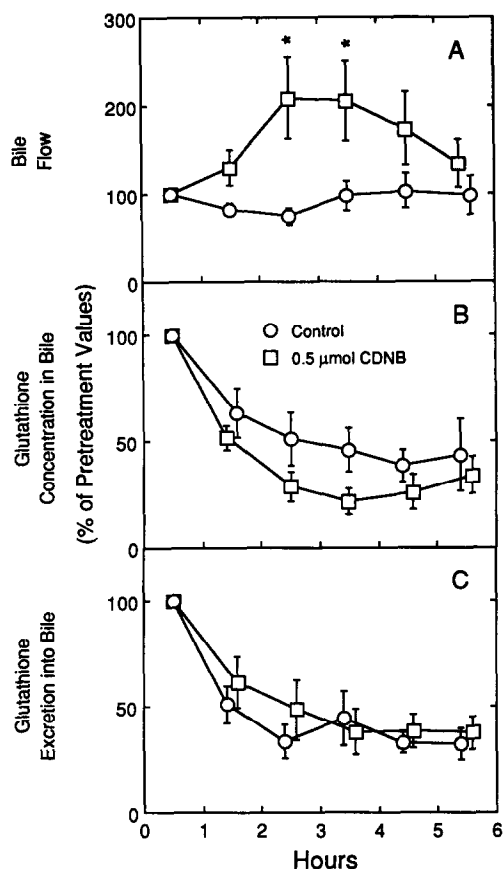 300
200
100
0
*
*
A
Bile
Flow
100
50
0
B
Control
0.5 μmol CDNB
Glutathione
Concentration in Bile
(% of Pretreatment Values)
100
50
0
C
Glutathione
Excretion into Bile
0 1 2 3 4 5 6
Hours